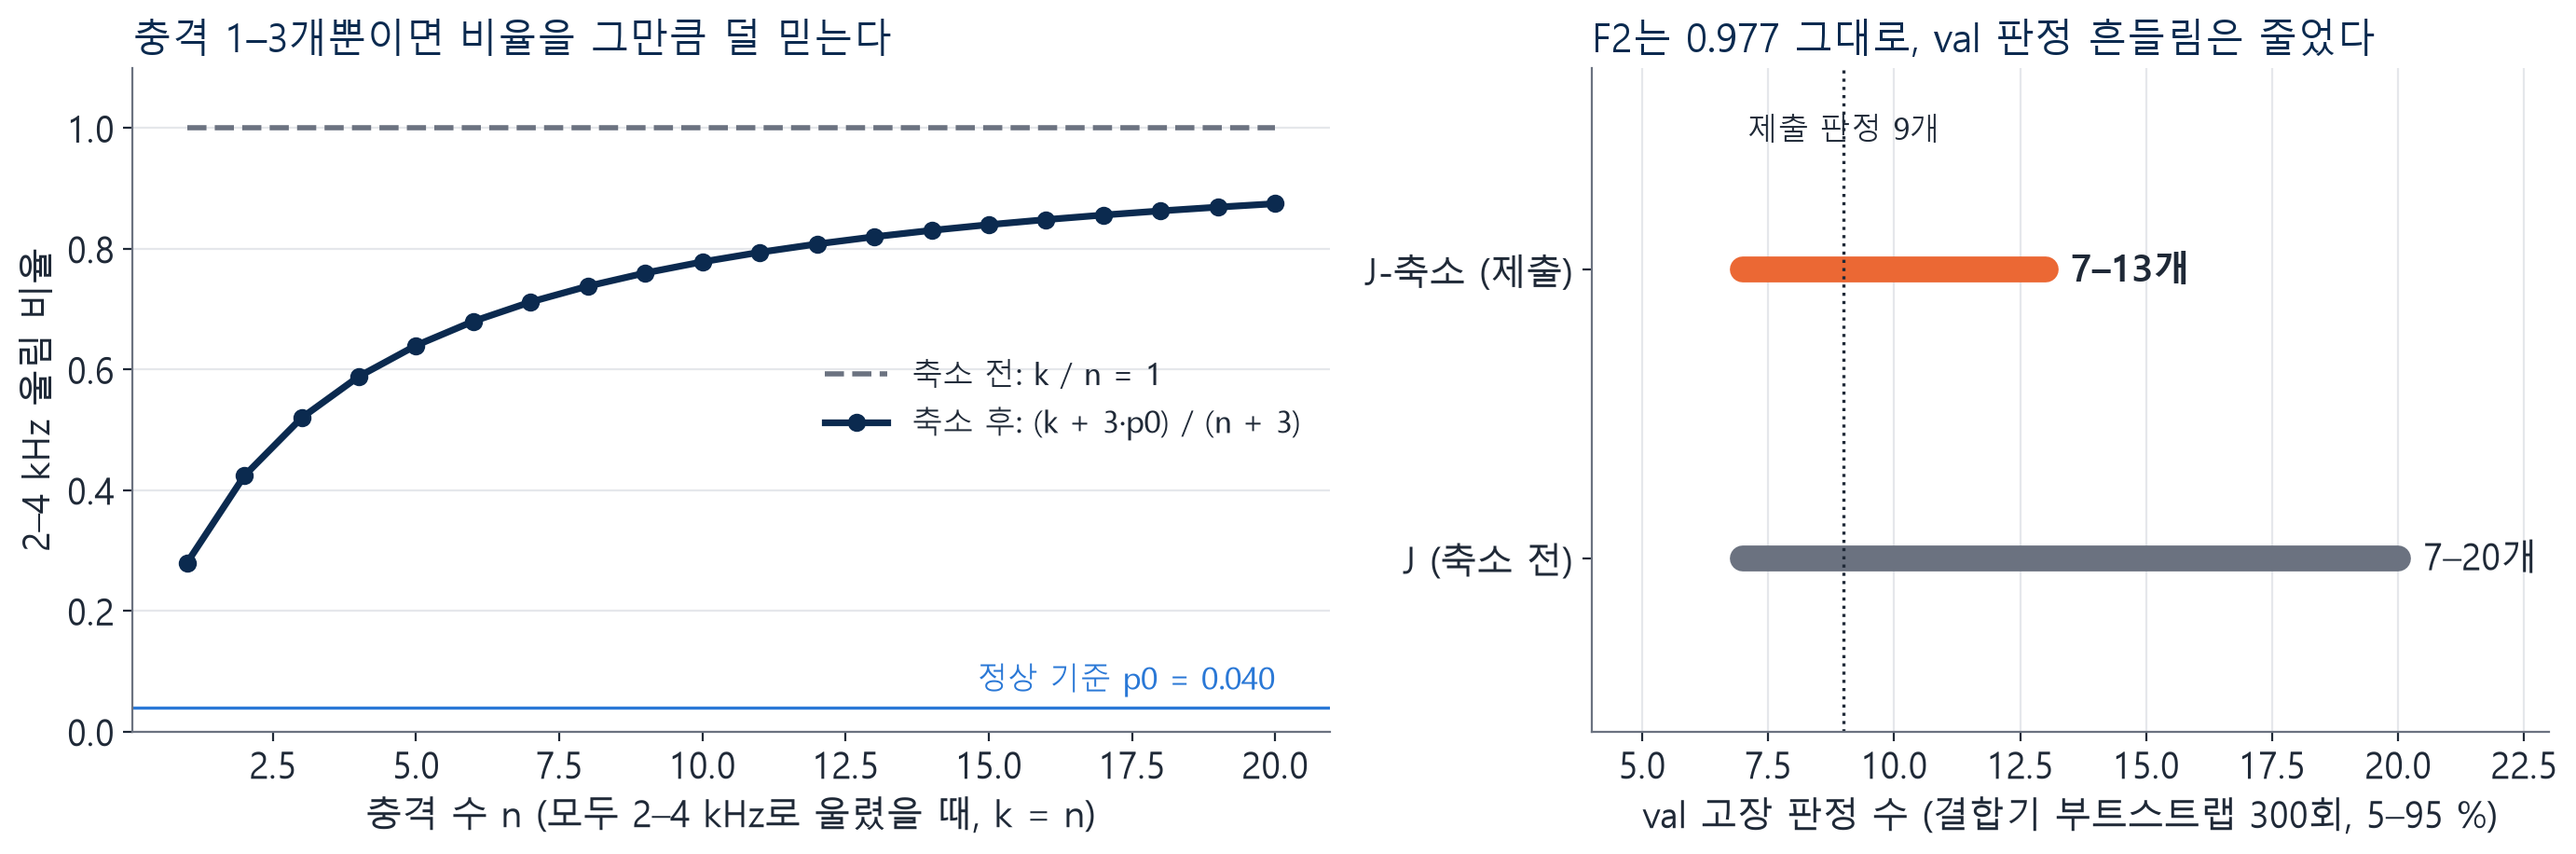 충격 1–3개뿐이면 비율을 그만큼 덜 믿는다
2–4 kHz 울림 비율
1.0
0.8
0.6
0.4
0.2
0.0
축소 전: k / n = 1
축소 후: (k + 3·p0) / (n + 3)
정상 기준 p0 = 0.040
2.5 5.0 7.5 10.0 12.5 15.0 17.5 20.0
충격 수 n (모두 2–4 kHz로 울렸을 때, k = n)
F2는 0.977 그대로, val 판정 흔들림은 줄었다
제출 판정 9개
J-축소 (제출)
7–13개
J (축소 전)
7–20개
5.0 7.5 10.0 12.5 15.0 17.5 20.0 22.5
val 고장 판정 수 (결합기 부트스트랩 300회, 5–95 %)